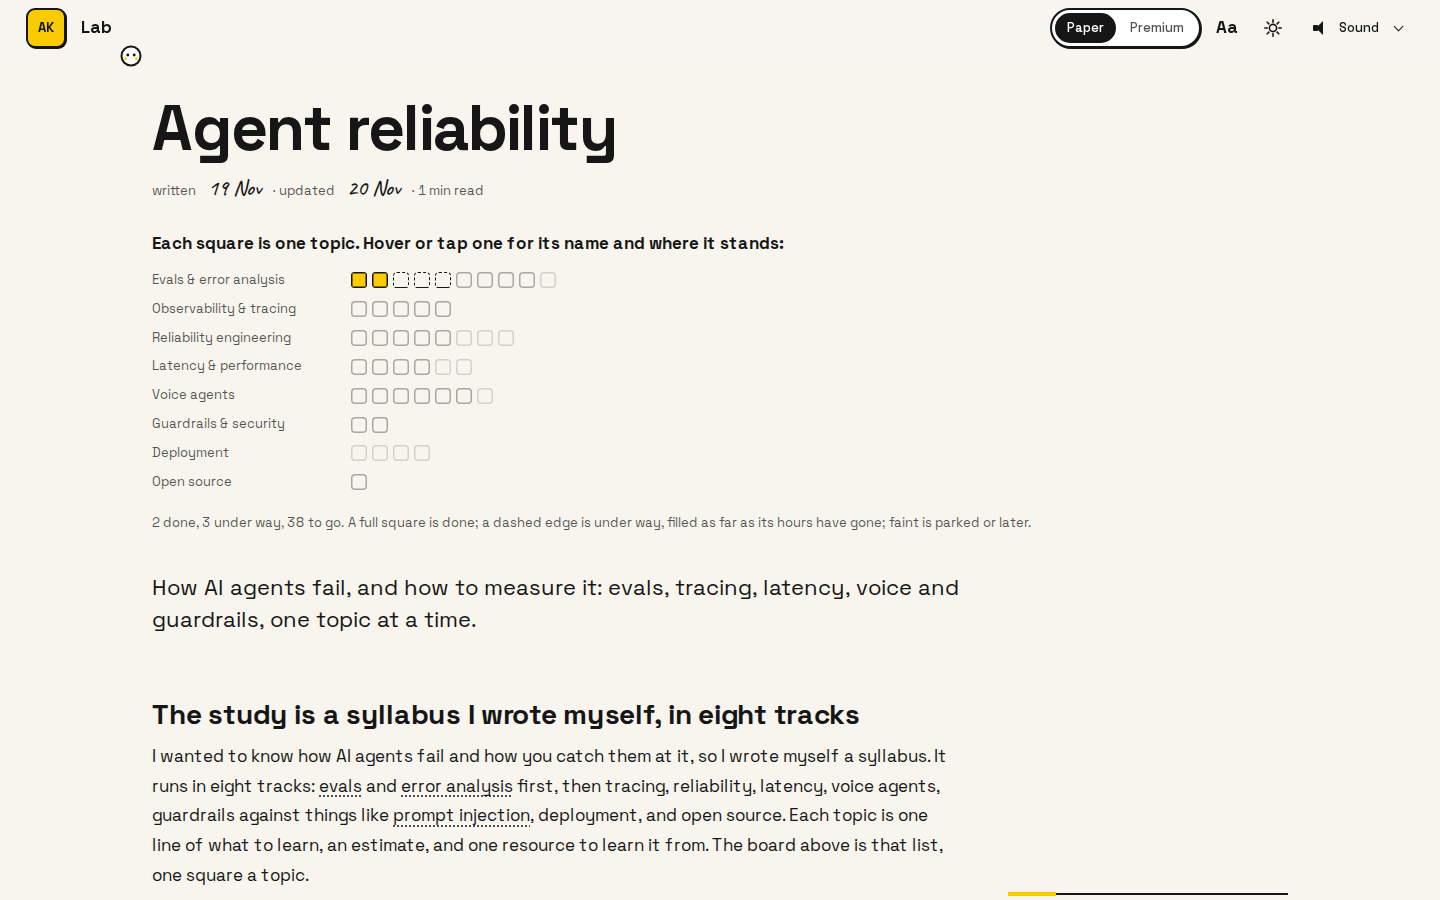 AK Lab Paper Premium Aa Sound
Agent reliability
written 19 Nov · updated 20 Nov · 1 min read
Each square is one topic. Hover or tap one for its name and where it stands:
Evals & error analysis
Observability & tracing
Reliability engineering
Latency & performance
Voice agents
Guardrails & security
Deployment
Open source
2 done, 3 under way, 38 to go. A full square is done; a dashed edge is under way, filled as far as its hours have gone; faint is parked or later.
How AI agents fail, and how to measure it: evals, tracing, latency, voice and
guardrails, one topic at a time.
The study is a syllabus I wrote myself, in eight tracks
I wanted to know how AI agents fail and how you catch them at it, so I wrote myself a syllabus. It
runs in eight tracks: evals and error analysis first, then tracing, reliability, latency, voice agents,
guardrails against things like prompt injection, deployment, and open source. Each topic is one
line of what to learn, an estimate, and one resource to learn it from. The board above is that list,
one square a topic.